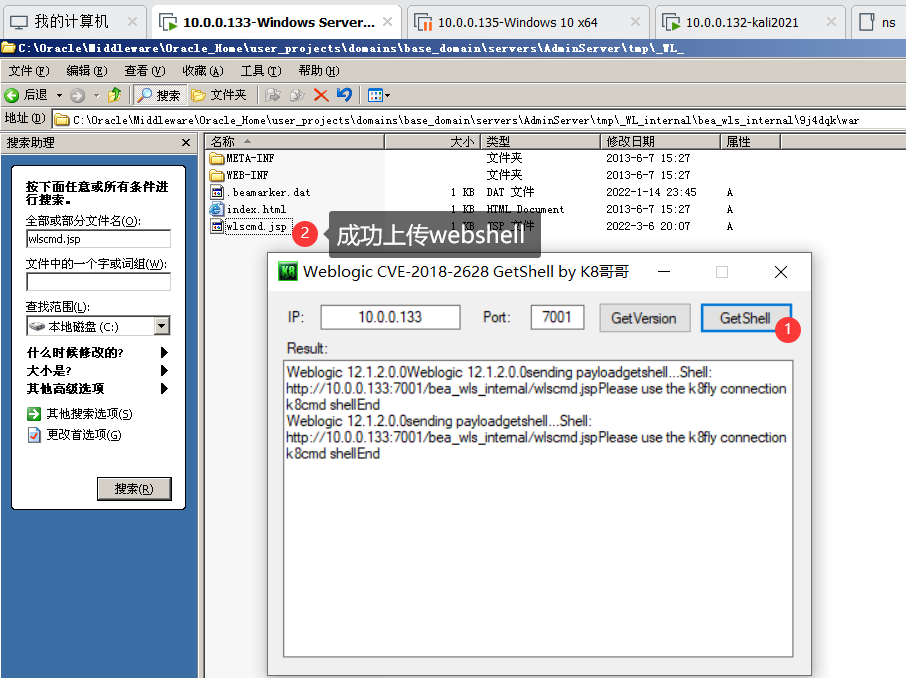 我的计算机
10.0.0.133-Windows Server...
10.0.0.135-Windows 10 x64
10.0.0.132-kali2021
ns
C:\Oracle\Middleware\Oracle_Home\user_projects\domains\base_domain\servers\AdminServer\tmp\_WL_
文件(F) 编辑(E) 查看(V) 收藏(A) 工具(T) 帮助(H)
后退 搜索 文件夹
地址(D) C:\Oracle\Middleware\Oracle_Home\user_projects\domains\base_domain\servers\AdminServer\tmp\_WL_internal\bea_wls_internal\9j4dqk\war
搜索助理
按下面任意或所有条件进
行搜索。
全部或部分文件名(O):
wlscmd.jsp
文件中的一个字或词组(W):
查找范围(L):
本地磁盘 (C:)
什么时候修改的?
大小是?
其他高级选项
其他搜索选项(S)
更改首选项(G)
搜索(R)
名称 大小 类型 修改日期 属性
META-INF 文件夹 2013-6-7 15:27
WEB-INF 文件夹 2013-6-7 15:27
.beamarker.dat 1 KB DAT 文件 2022-1-14 23:45 A
index.html 1 KB HTML Document 2013-6-7 15:27 A
wlscmd.jsp 1 KB JSP 文件 2022-3-6 20:07 A
2
成功上传webshell
K8 Weblogic CVE-2018-2628 GetShell by K8哥哥
IP: 10.0.0.133 Port: 7001 GetVersion GetShell
1
Result:
Weblogic 12.1.2.0.0Weblogic 12.1.2.0.0sending payloadgetshell...Shell:
http://10.0.0.133:7001/bea_wls_internal/wlscmd.jspPlease use the k8fly connection
k8cmd shellEnd
Weblogic 12.1.2.0.0sending payloadgetshell...Shell:
http://10.0.0.133:7001/bea_wls_internal/wlscmd.jspPlease use the k8fly connection
k8cmd shellEnd